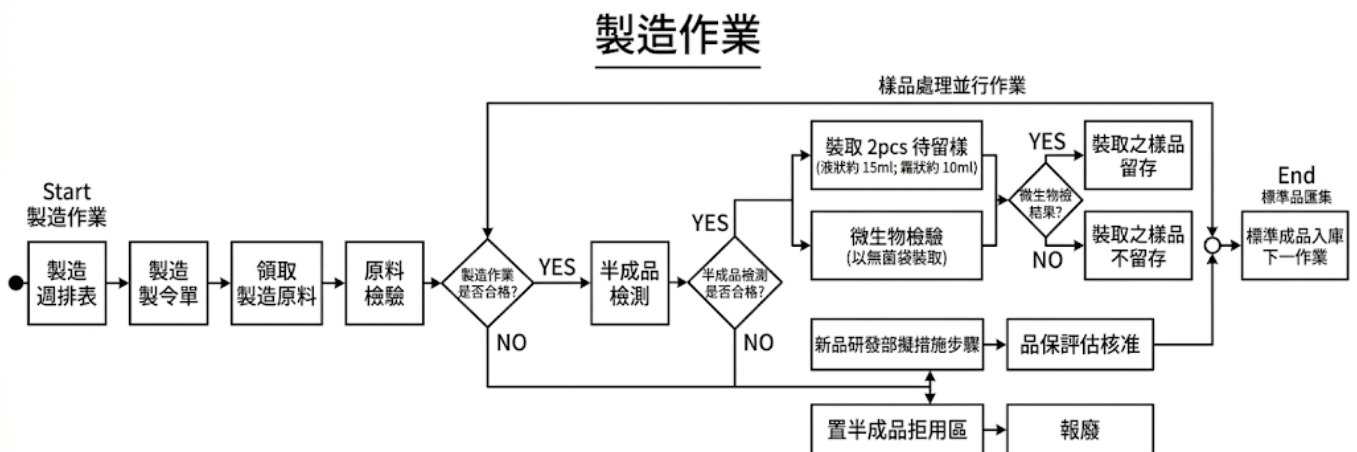 製造作業
樣品處理並行作業
Start
製造作業
製造
週排表
製造
製令單
領取
製造原料
原料
檢驗
製造作業
是否合格?
YES
NO
半成品
檢測
半成品檢測
是否合格?
YES
NO
裝取 2pcs 待留樣
(液狀約 15ml; 霜狀約 10ml)
微生物檢驗
(以無菌袋裝取)
微生物檢
結果?
YES
NO
裝取之樣品
留存
裝取之樣品
不留存
新品研發部擬措施步驟
品保評估核准
置半成品拒用區
報廢
End
標準品匯集
標準成品入庫
下一作業